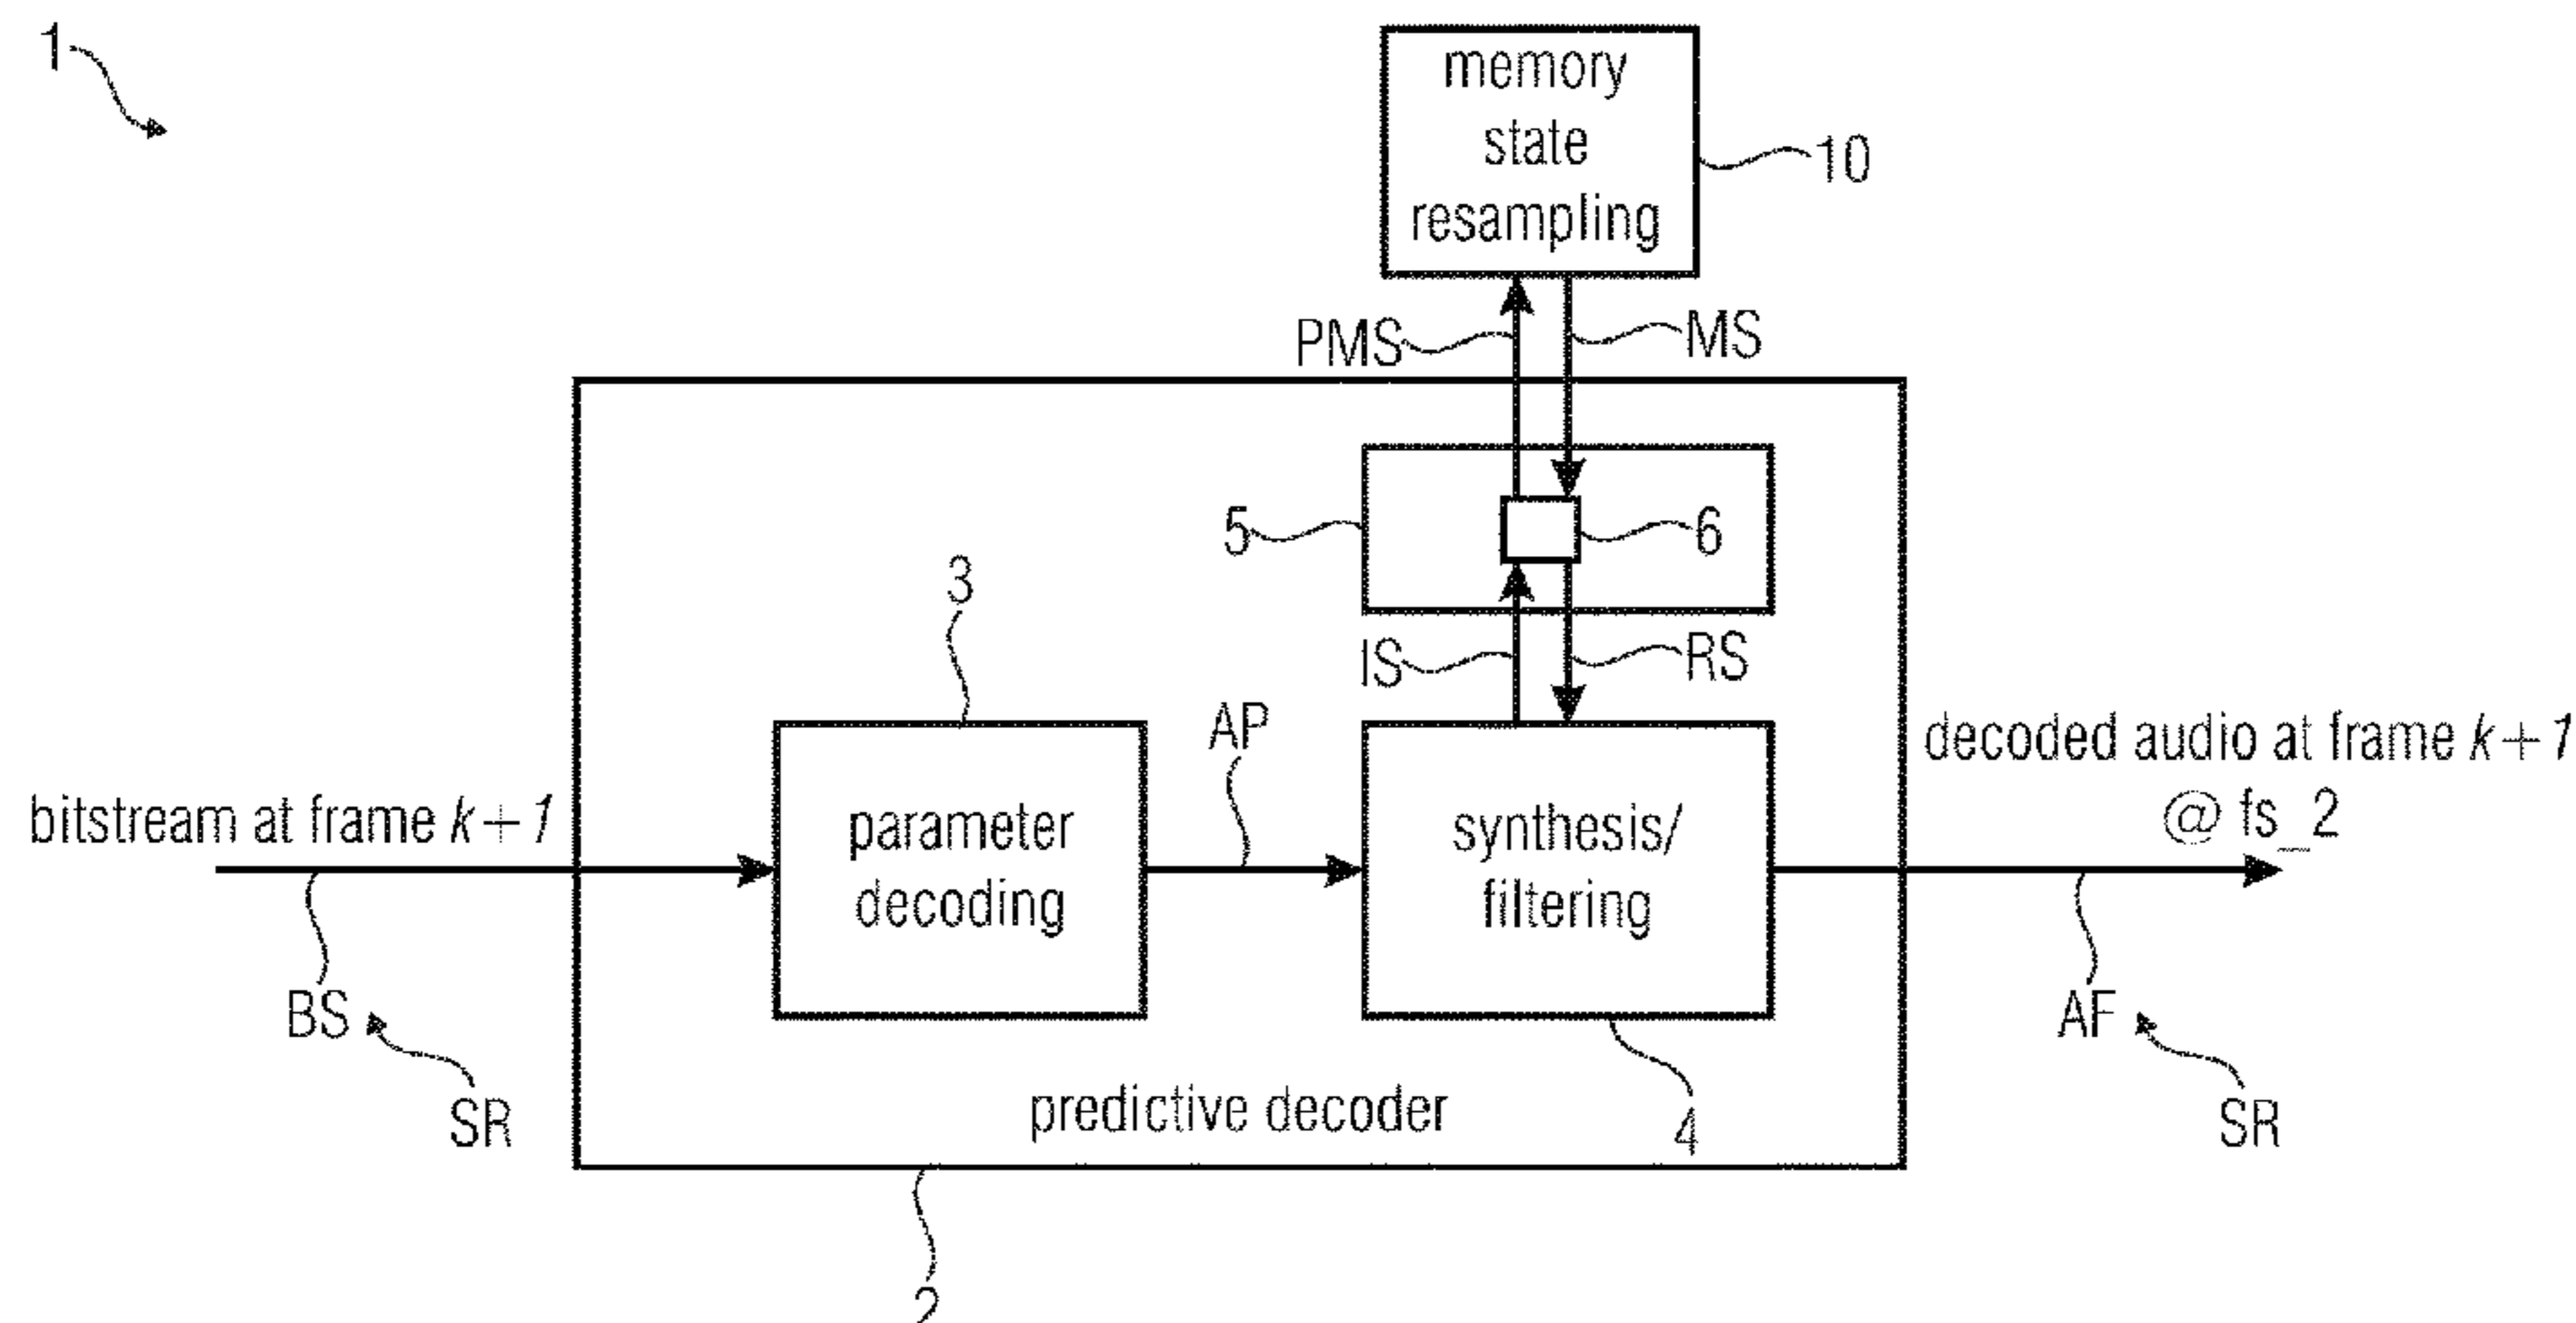 1
memory
state
resampling
10
PMS
MS
5
6
3
IS
RS
AP
decoded audio at frame k+1
@ fs_2
bitstream at frame k+1
parameter
decoding
synthesis/
filtering
BS
SR
AF
SR
predictive decoder
4
2